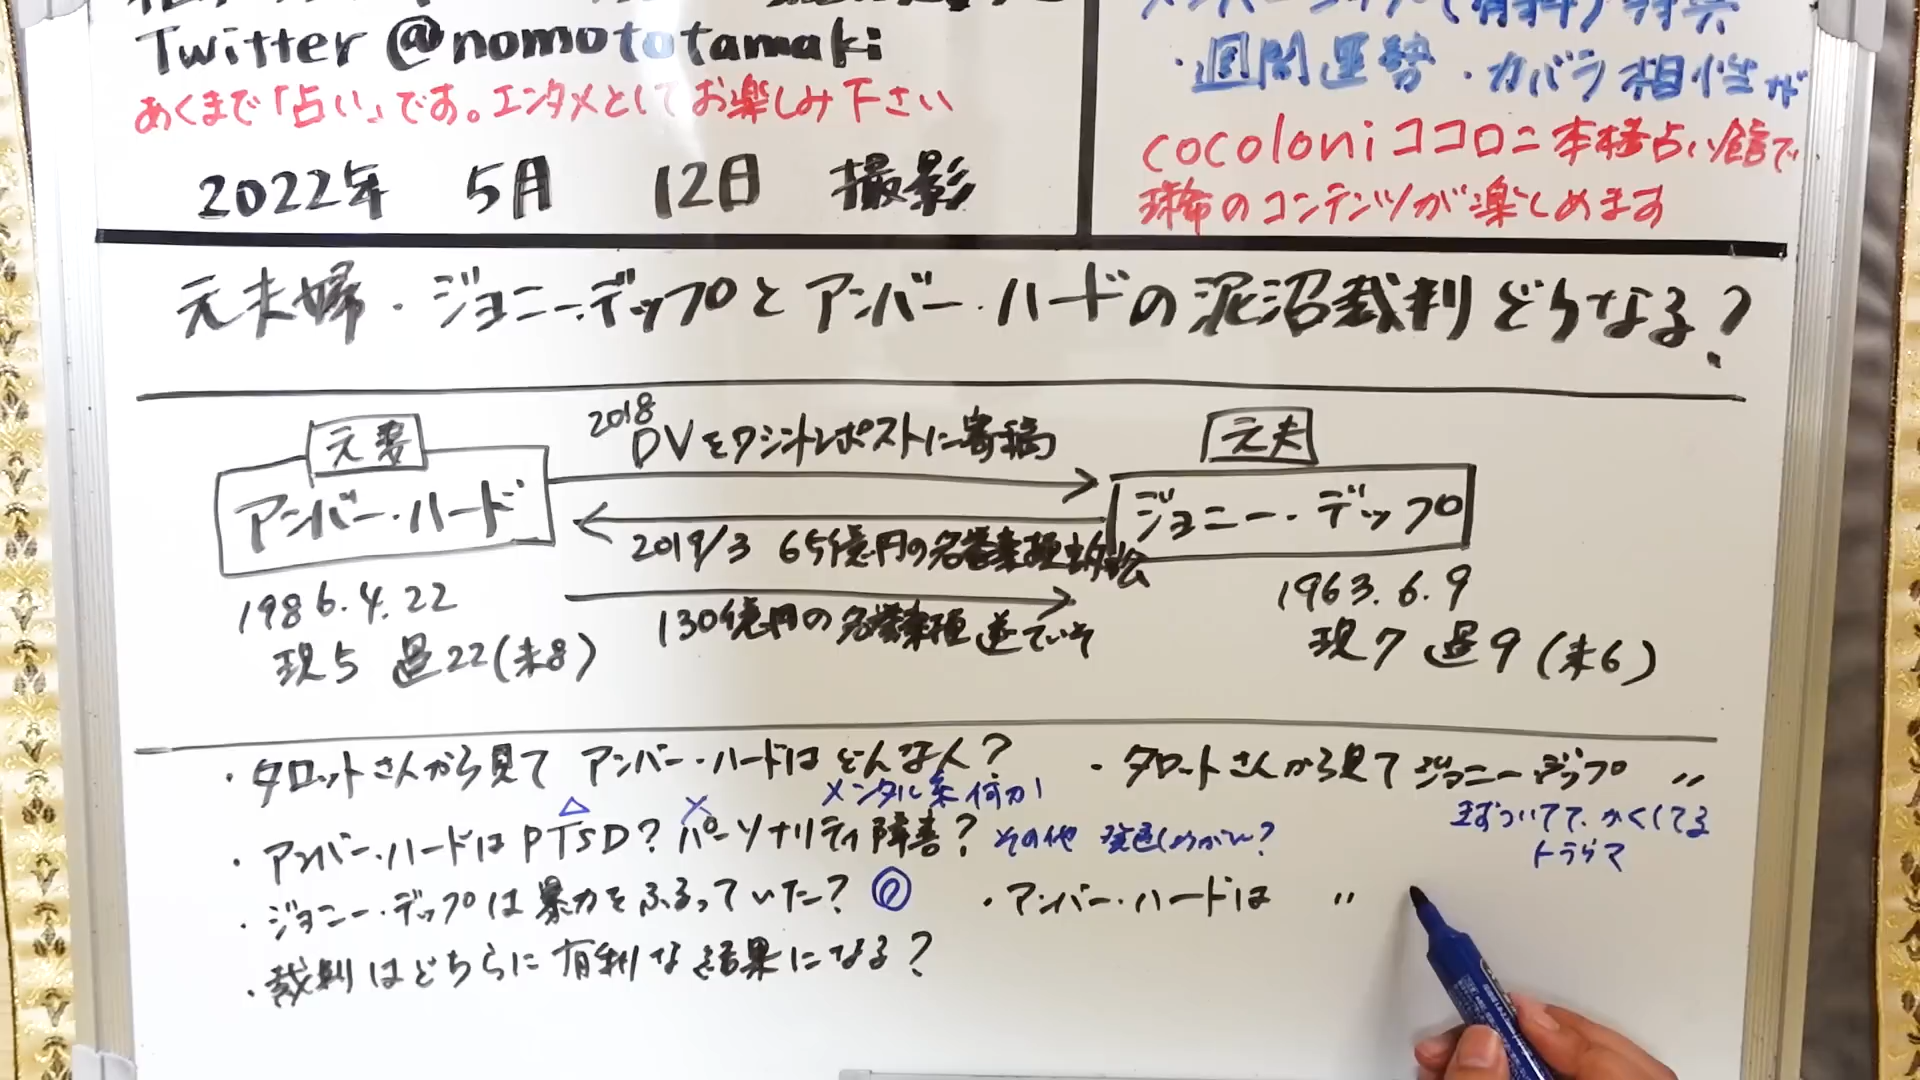 Twitter @nomototamaki
あくまで「占い」です。エンタメとしてお楽しみ下さい
2022年 5月 12日 撮影
・週間運勢・カバラ相性が
cocoloniココロニ本格占い館で
珠希のコンテンツが楽しめます
元夫婦・ジョニー・デップとアンバー・ハードの泥沼裁判どうなる?
元妻
アンバー・ハード
1986.4.22
現5 過22(未8)
2018
DVをワシントンポストに寄稿
2019/3 65億円の名誉棄損訴訟
130億円の名誉棄損 逆ていそ
元夫
ジョニー・デップ
1963.6.9
現7 過9(未6)
・タロットさんから見て アンバー・ハードはどんな人?
メンタル系何か
・タロットさんから見て ジョニー・デップ 〃
きずついてて、かくしてる
トラウマ
△ ×
・アンバー・ハードはPTSD? パーソナリティ障害? その他
・ジョニー・デップは暴力をふるっていた? ◎
・アンバー・ハードは 〃
・裁判はどちらに有利な結果になる?